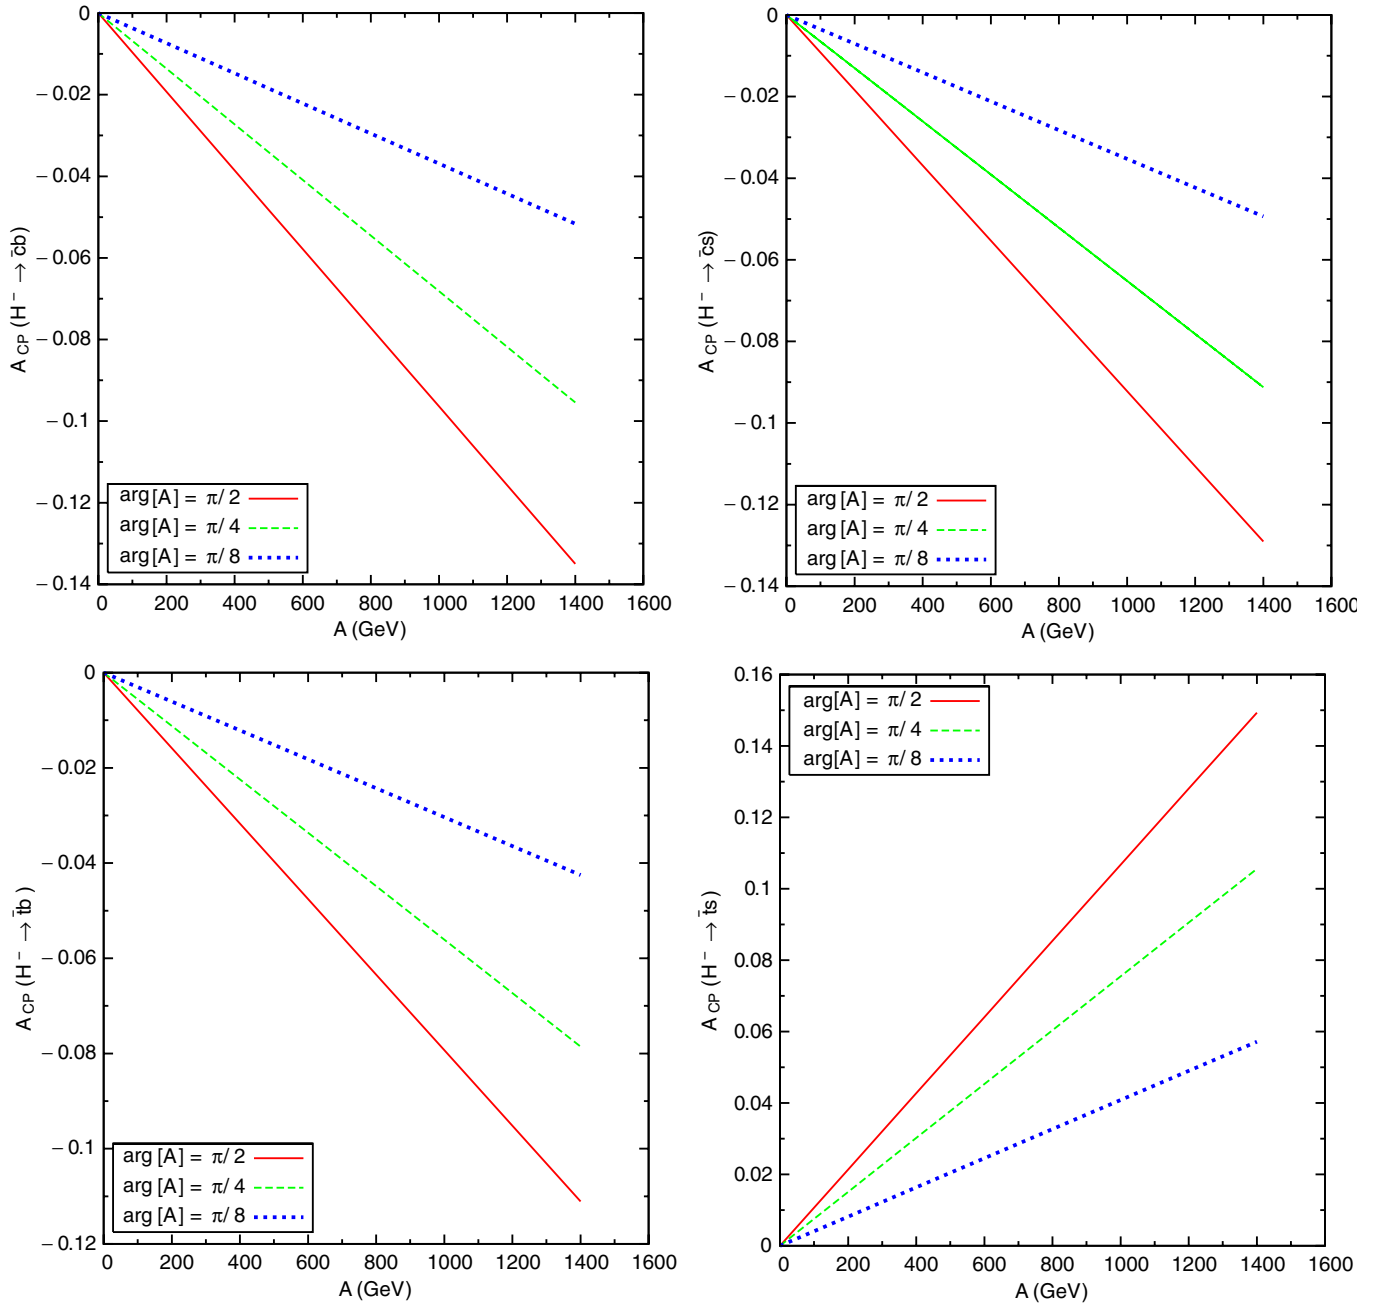 0
−0.02
−0.04
−0.06
−0.08
−0.1
−0.12
−0.14
A CP (H⁻ → c̄b)
arg[A] = π/2
arg[A] = π/4
arg[A] = π/8
0 200 400 600 800 1000 1200 1400 1600
A (GeV)
0
−0.02
−0.04
−0.06
−0.08
−0.1
−0.12
−0.14
A CP (H⁻ → c̄s)
arg[A] = π/2
arg[A] = π/4
arg[A] = π/8
0 200 400 600 800 1000 1200 1400 1600
A (GeV)
0
−0.02
−0.04
−0.06
−0.08
−0.1
−0.12
A CP (H⁻ → t̄b)
arg[A] = π/2
arg[A] = π/4
arg[A] = π/8
0 200 400 600 800 1000 1200 1400 1600
A (GeV)
0.16
0.14
0.12
0.1
0.08
0.06
0.04
0.02
0
A CP (H⁻ → t̄s)
arg[A] = π/2
arg[A] = π/4
arg[A] = π/8
0 200 400 600 800 1000 1200 1400 1600
A (GeV)